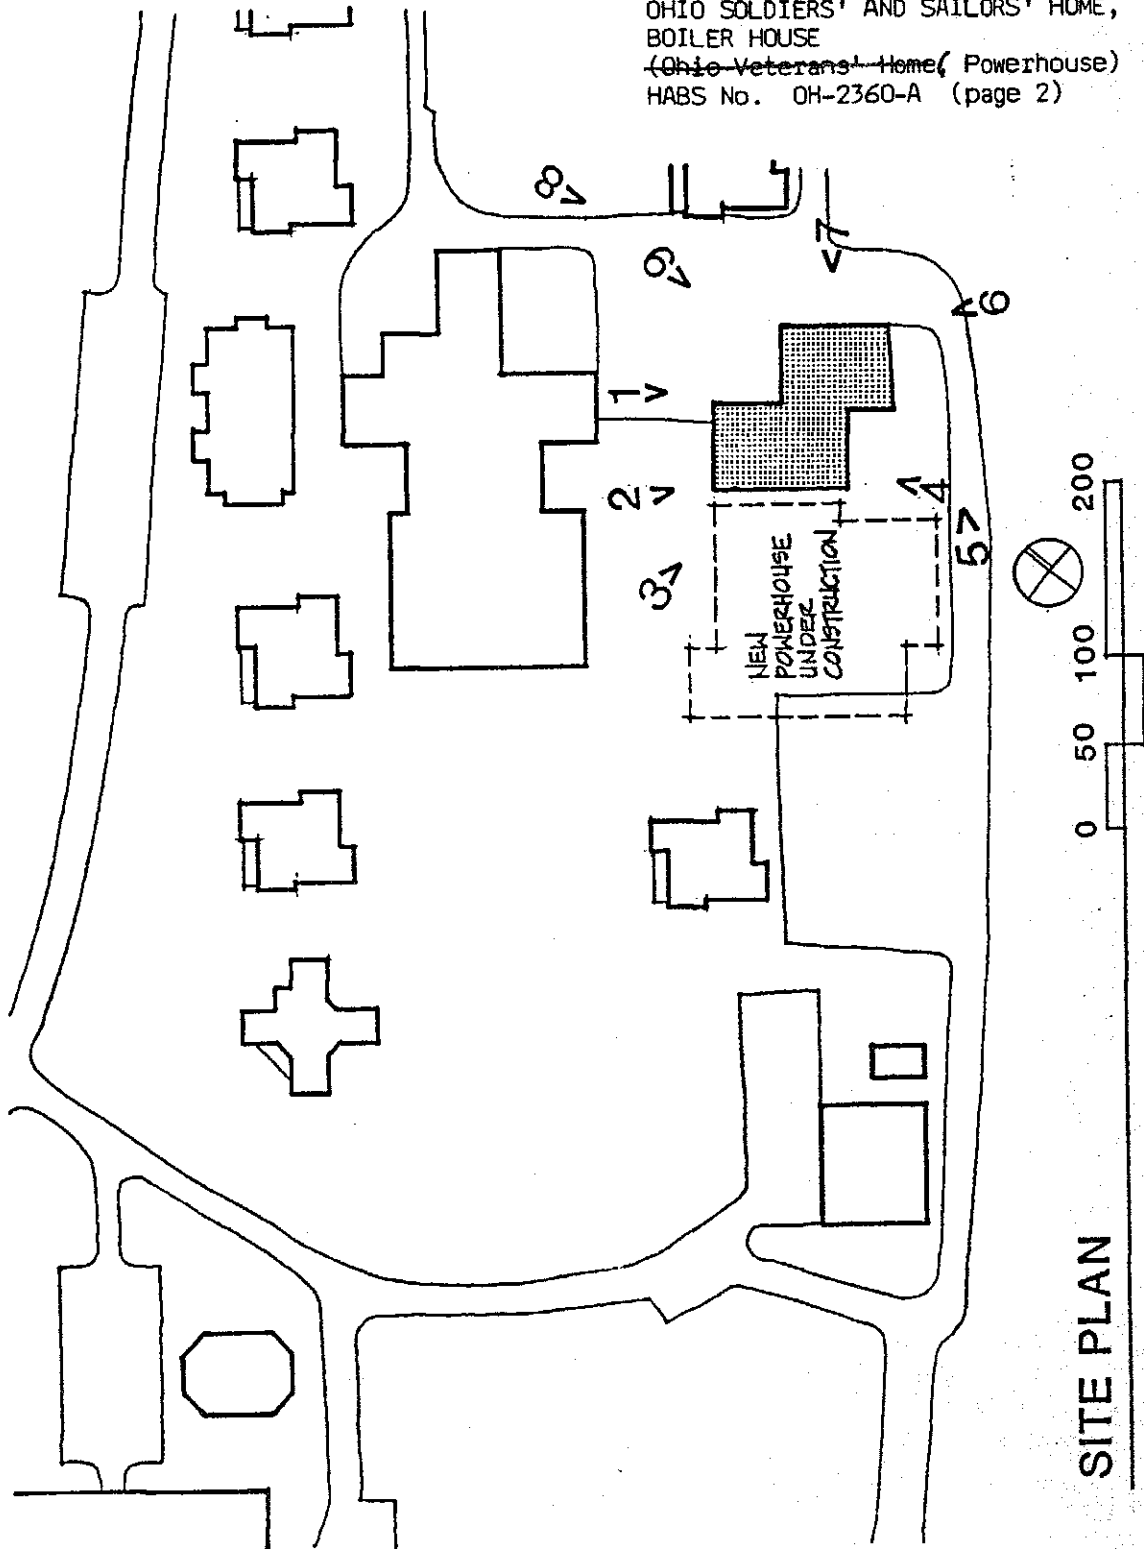 OHIO SOLDIERS' AND SAILORS' HOME,
BOILER HOUSE
(Ohio Veterans' Home( Powerhouse)
HABS No. OH-2360-A (page 2)
8
9
7
6
1
2
3
4
5
NEW
POWERHOUSE
UNDER
CONSTRUCTION
0 50 100 200
SITE PLAN